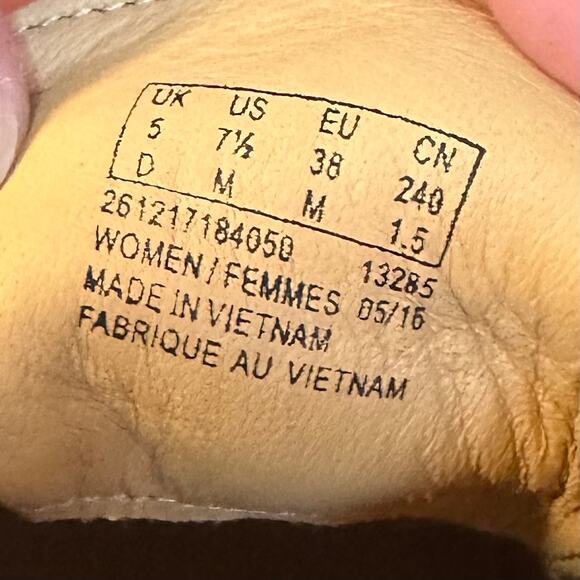 UK US EU CN
5 7½ 38 240
D M M 1.5
261217184050 13285
WOMEN / FEMMES 05/16
MADE IN VIETNAM
FABRIQUE AU VIETNAM